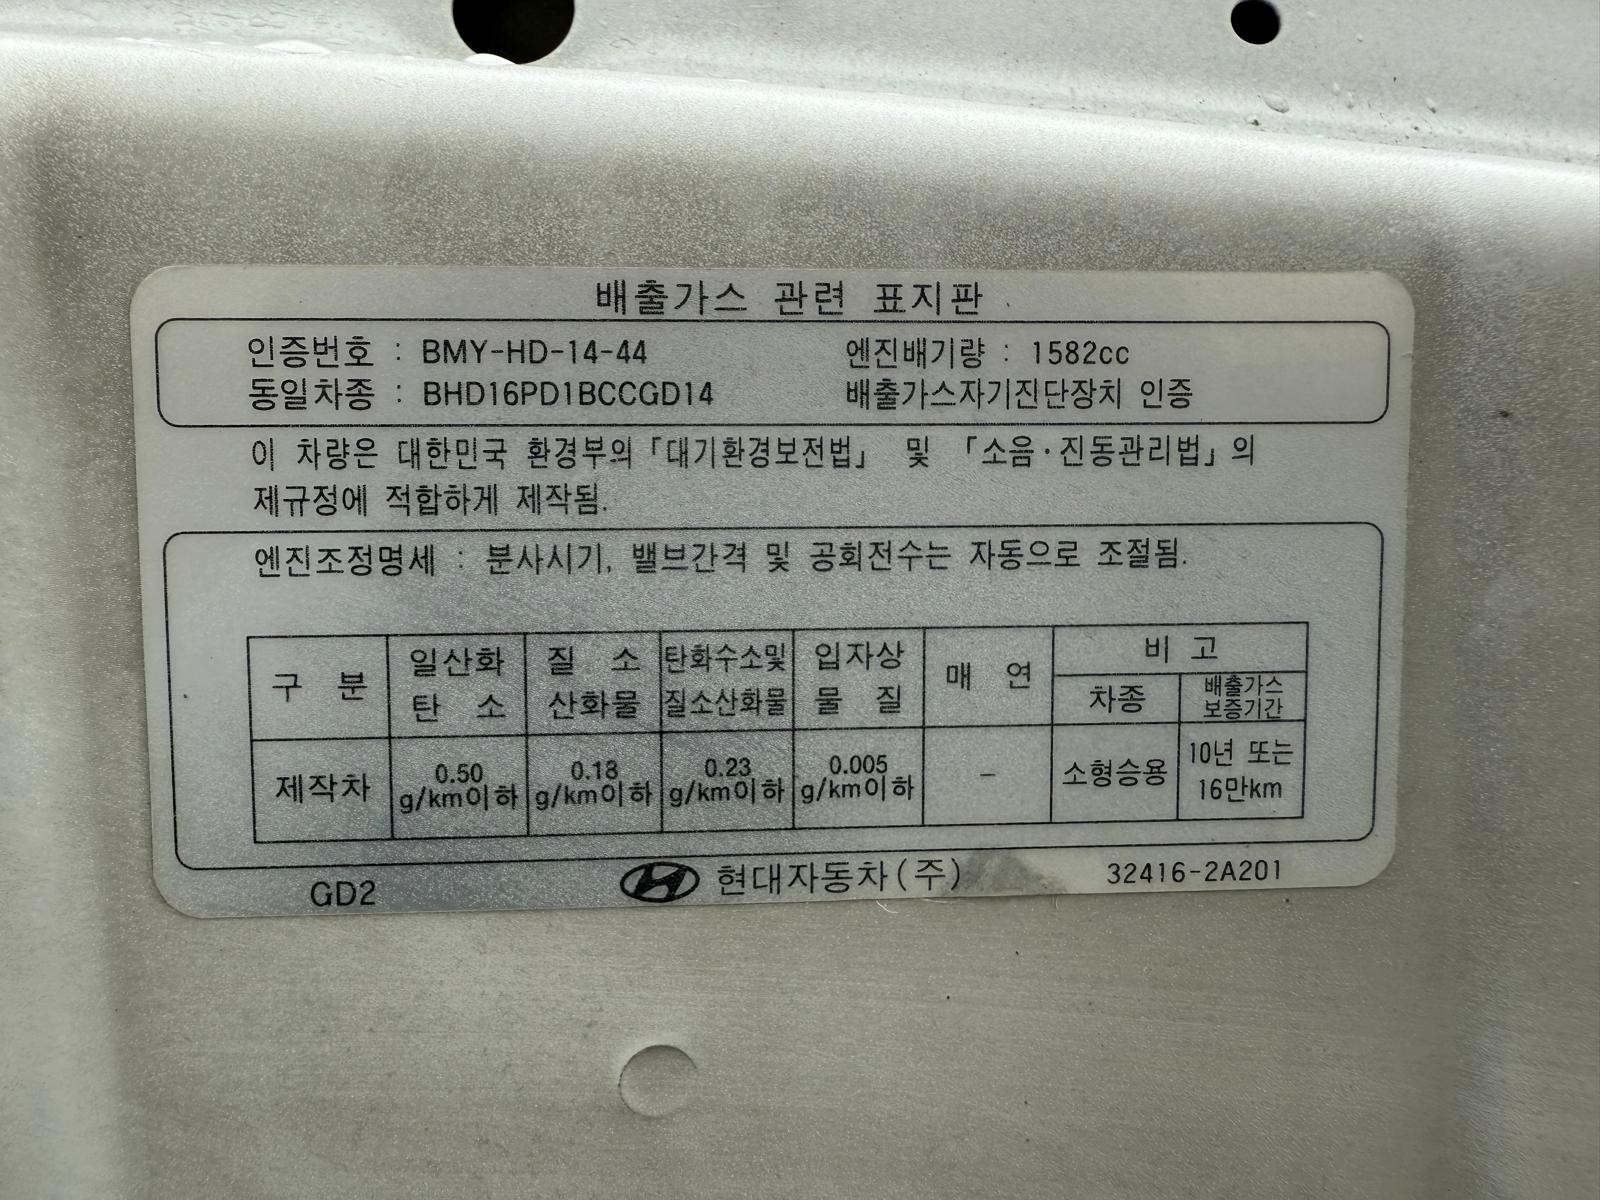 배출가스 관련 표지판
인증번호 : BMY-HD-14-44 엔진배기량 : 1582cc
동일차종 : BHD16PD1BCCGD14 배출가스자기진단장치 인증
이 차량은 대한민국 환경부의「대기환경보전법」 및 「소음·진동관리법」의
제규정에 적합하게 제작됨.
엔진조정명세 : 분사시기, 밸브간격 및 공회전수는 자동으로 조절됨.
구 분 일산화 탄 소 질 소 산화물 탄화수소및 질소산화물 입자상 물 질 매 연 비 고
차종 배출가스 보증기간
제작차 0.50 g/km이하 0.18 g/km이하 0.23 g/km이하 0.005 g/km이하 - 소형승용 10년 또는 16만km
GD2 현대자동차(주) 32416-2A201